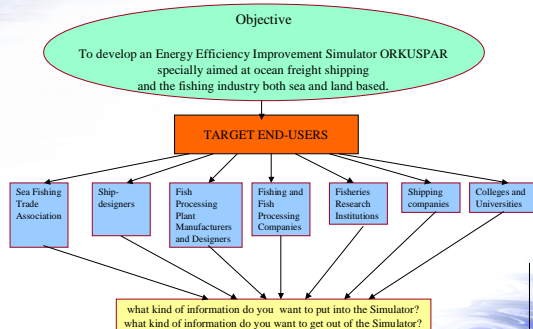 Objective
To develop an Energy Efficiency Improvement Simulator ORKUSPAR
specially aimed at ocean freight shipping
and the fishing industry both sea and land based.
TARGET END-USERS
Sea Fishing
Trade
Association
Ship-
designers
Fish
Processing
Plant
Manufacturers
and Designers
Fishing and
Fish
Processing
Companies
Fisheries
Research
Institutions
Shipping
companies
Colleges and
Universities
what kind of information do you want to put into the Simulator?
what kind of information do you want to get out of the Simulator?